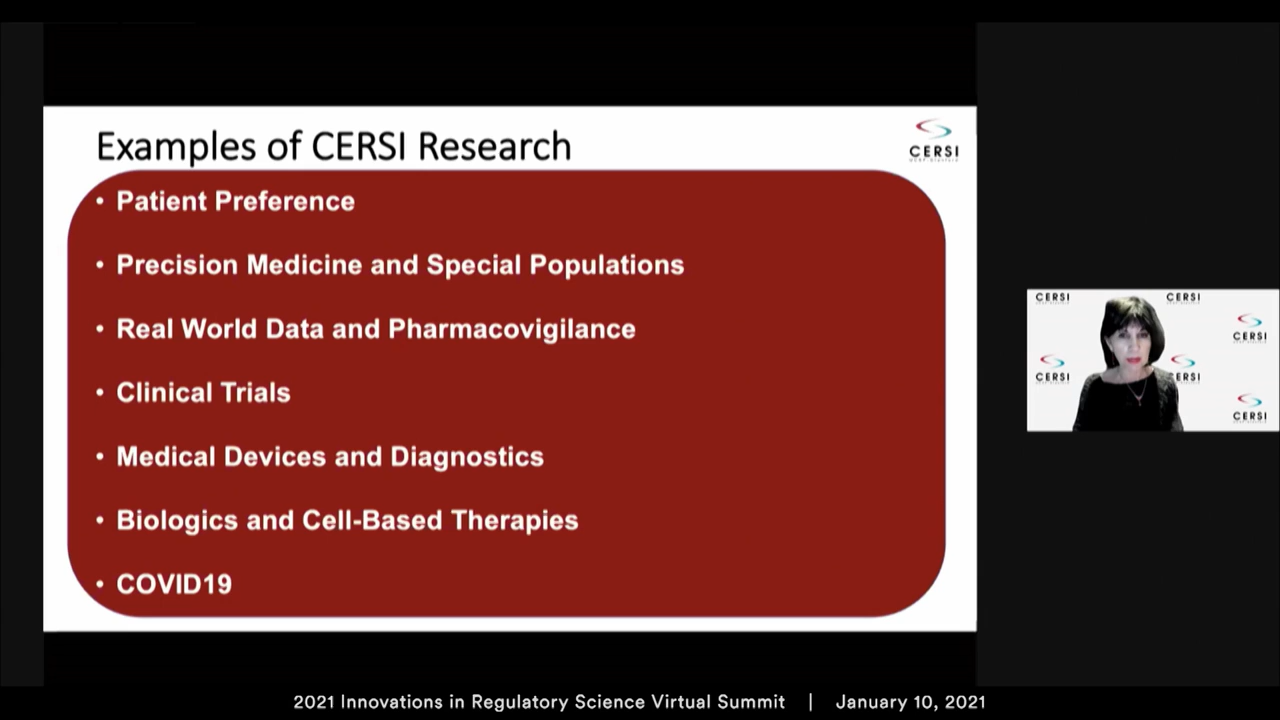 Examples of CERSI Research
CERSI
• Patient Preference
• Precision Medicine and Special Populations
• Real World Data and Pharmacovigilance
• Clinical Trials
• Medical Devices and Diagnostics
• Biologics and Cell-Based Therapies
• COVID19
CERSI
CERSI
CERSI
CERSI
ERSI
CERSI
2021 Innovations in Regulatory Science Virtual Summit | January 10, 2021